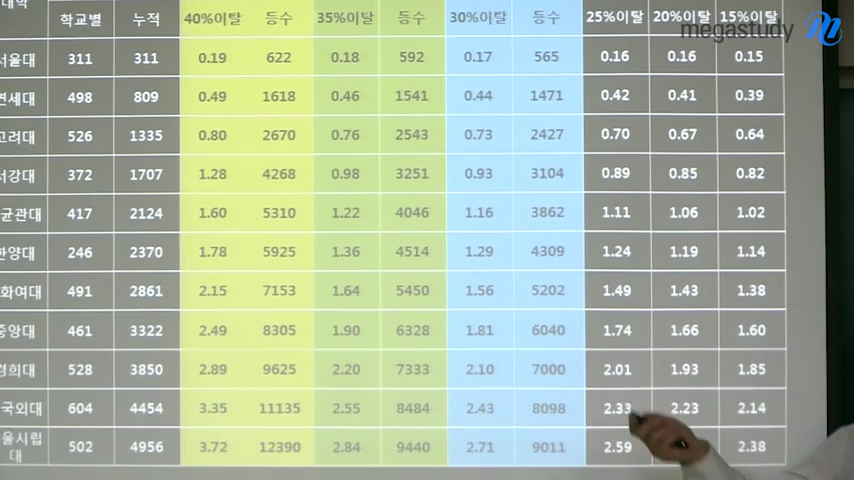 대학 학교별 누적 40%이탈 등수 35%이탈 등수 30%이탈 등수 25%이탈 20%이탈 15%이탈
megastudy
서울대 311 311 0.19 622 0.18 592 0.17 565 0.16 0.16 0.15
연세대 498 809 0.49 1618 0.46 1541 0.44 1471 0.42 0.41 0.39
고려대 526 1335 0.80 2670 0.76 2543 0.73 2427 0.70 0.67 0.64
서강대 372 1707 1.28 4268 0.98 3251 0.93 3104 0.89 0.85 0.82
균관대 417 2124 1.60 5310 1.22 4046 1.16 3862 1.11 1.06 1.02
한양대 246 2370 1.78 5925 1.36 4514 1.29 4309 1.24 1.19 1.14
화여대 491 2861 2.15 7153 1.64 5450 1.56 5202 1.49 1.43 1.38
중앙대 461 3322 2.49 8305 1.90 6328 1.81 6040 1.74 1.66 1.60
경희대 528 3850 2.89 9625 2.20 7333 2.10 7000 2.01 1.93 1.85
국외대 604 4454 3.35 11135 2.55 8484 2.43 8098 2.33 2.23 2.14
울시립대 502 4956 3.72 12390 2.84 9440 2.71 9011 2.59 2.38